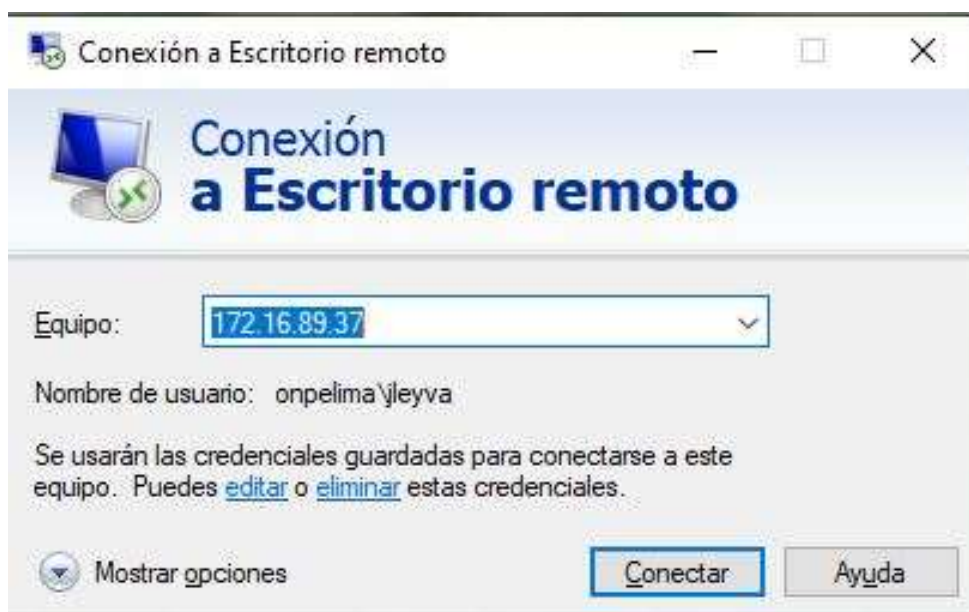 Conexión a Escritorio remoto
Conexión
a Escritorio remoto
Equipo: 172.16.89.37
Nombre de usuario: onpelima\jleyva
Se usarán las credenciales guardadas para conectarse a este
equipo. Puedes editar o eliminar estas credenciales.
Mostrar opciones Conectar Ayuda